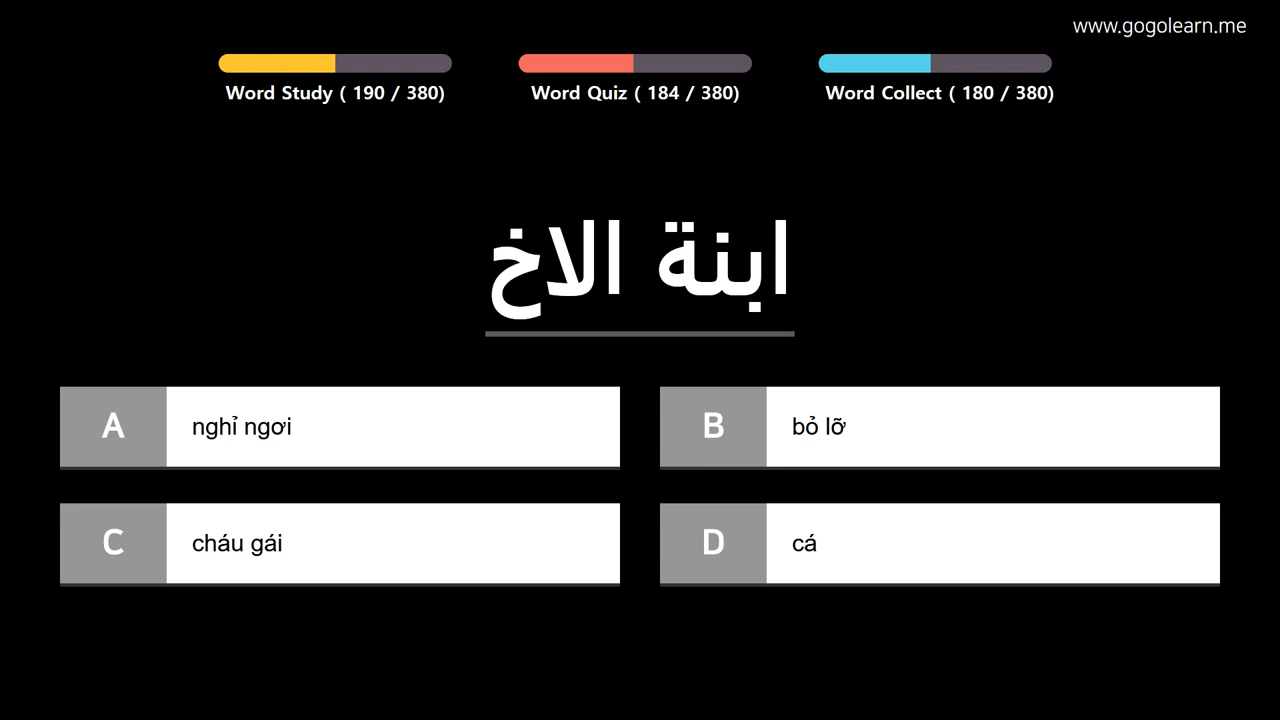 www.gogolearn.me
Word Study ( 190 / 380)
Word Quiz ( 184 / 380)
Word Collect ( 180 / 380)
ابنة الاخ
A nghỉ ngơi
B bỏ lỡ
C cháu gái
D cá